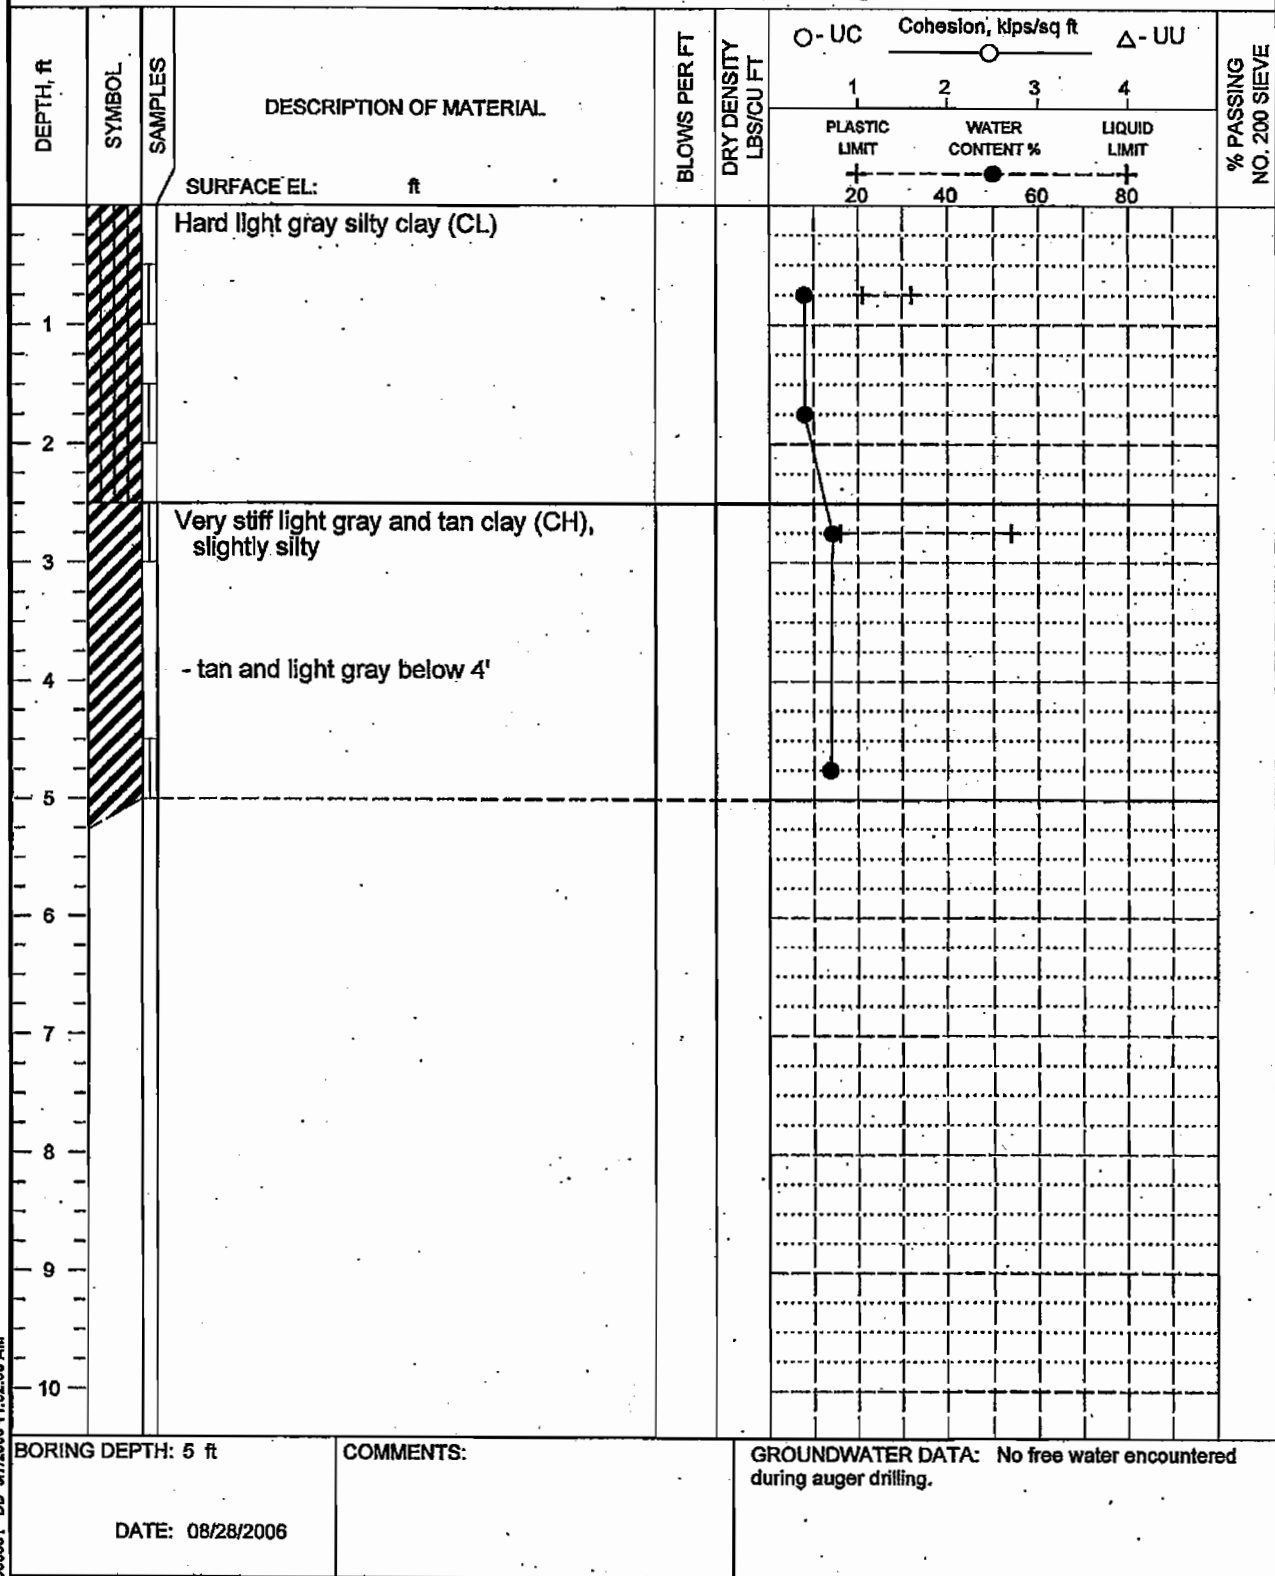 DEPTH, ft
SYMBOL
SAMPLES
DESCRIPTION OF MATERIAL
SURFACE EL: ft
BLOWS PER FT
DRY DENSITY
LBS/CU FT
O- UC Cohesion, kips/sq ft Δ- UU
1 2 3 4
PLASTIC LIMIT
WATER CONTENT %
LIQUID LIMIT
20 40 60 80
% PASSING
NO. 200 SIEVE
Hard light gray silty clay (CL)
1
2
Very stiff light gray and tan clay (CH),
slightly silty
3
- tan and light gray below 4'
4
5
6
7
8
9
10
BORING DEPTH: 5 ft
DATE: 08/28/2006
COMMENTS:
GROUNDWATER DATA: No free water encountered
during auger drilling.